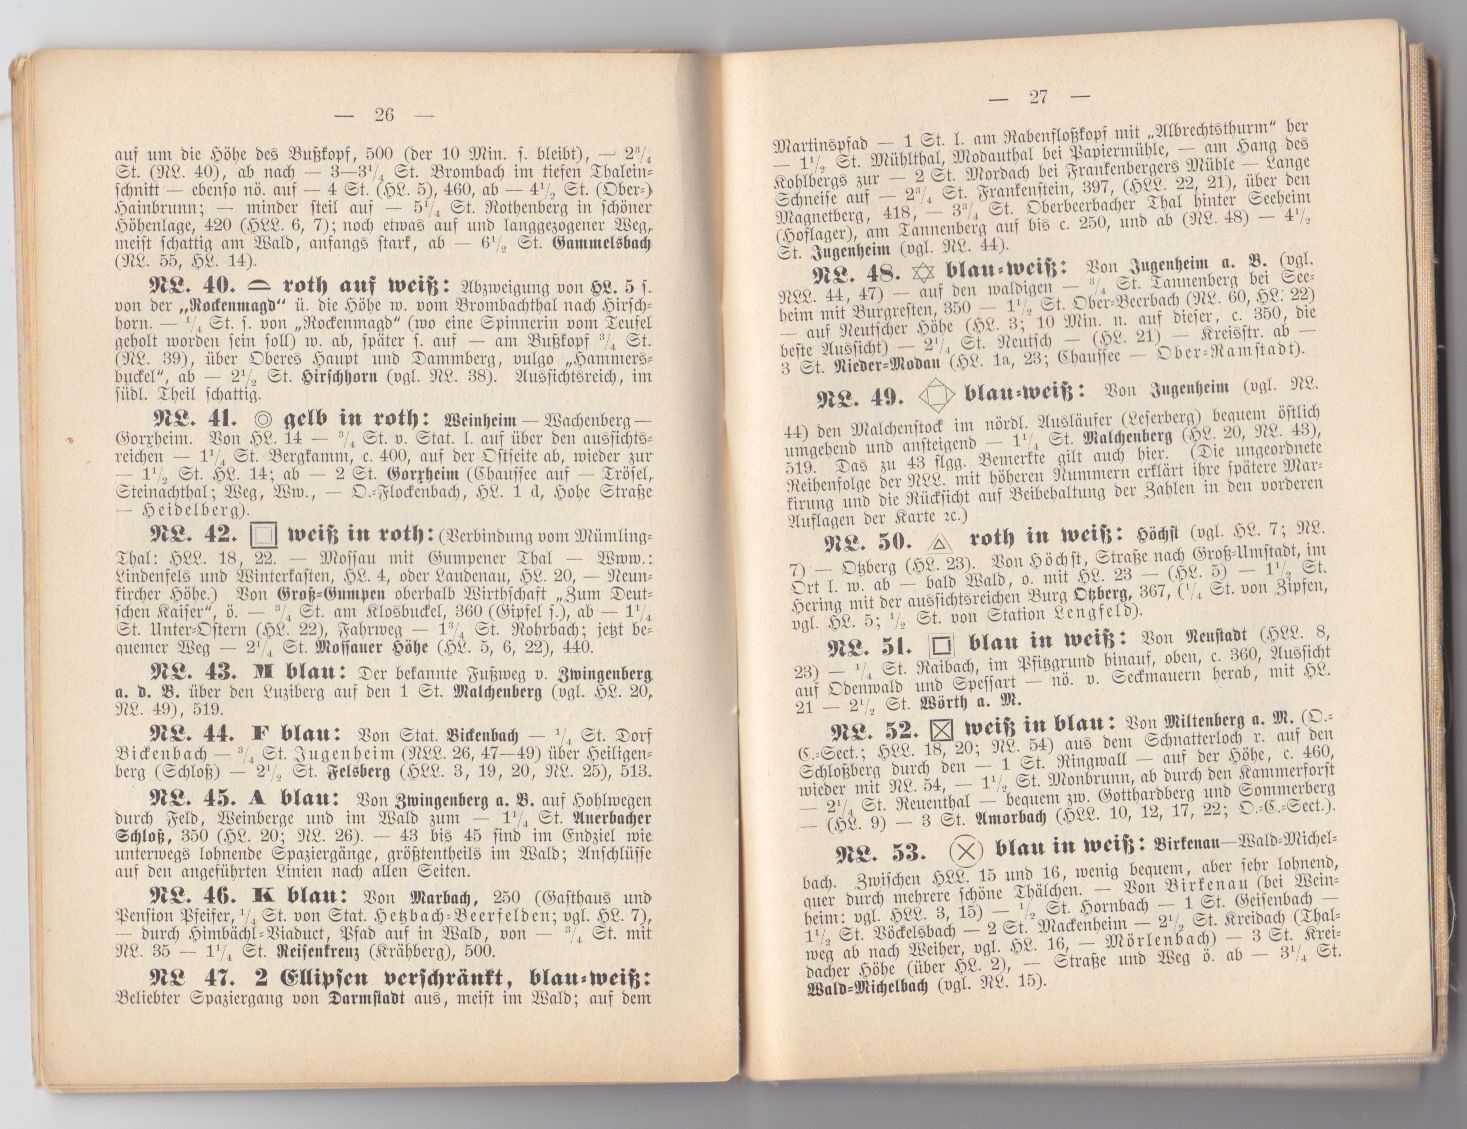 — 26 —
auf um die Höhe des Bußkopf, 500 (der 10 Min. s. bleibt), — 2³/₄
St. (NL. 40), ab nach — 3—3¹/₄ St. Brombach im tiefen Thalein-
schnitt — ebenso nö. auf — 4 St. (HL. 5), 460, ab — 4¹/₂ St. (Ober-)
Hainbrunn; — minder steil auf — 5¹/₄ St. Rothenberg in schöner
Höhenlage, 420 (HLL. 6, 7); noch etwas auf und langgezogener Weg,
meist schattig am Wald, anfangs stark, ab — 6¹/₂ St. Gammelsbach
(NL. 55, HL. 14).
NL. 40. roth auf weiß: Abzweigung von HL. 5 s.
von der „Rockenmagd“ ü. die Höhe w. vom Brombachthal nach Hirsch-
horn. — ¹/₄ St. s. von „Rockenmagd“ (wo eine Spinnerin vom Teufel
geholt worden sein soll) w. ab, später s. auf — am Bußkopf ³/₄ St.
(NL. 39), über Oberes Haupt und Dammberg, vulgo „Hammers-
buckel“, ab — 2¹/₂ St. Hirschhorn (vgl. NL. 38). Aussichtsreich, im
südl. Theil schattig.
NL. 41. ◎ gelb in roth: Weinheim — Wachenberg —
Gorxheim. Von HL. 14 — ³/₄ St. v. Stat. l. auf über den aussichts-
reichen — 1¹/₄ St. Bergkamm, c. 400, auf der Ostseite ab, wieder zur
— 1¹/₂ St. HL. 14; ab — 2 St. Gorxheim (Chaussee auf — Trösel,
Steinachthal; Weg, Ww., — O.-Flockenbach, HL. 1 d, Hohe Straße
— Heidelberg).
NL. 42. weiß in roth: (Verbindung vom Mümling-
Thal: HLL. 18, 22. — Mossau mit Gumpener Thal — Www.:
Lindenfels und Winterkasten, HL. 4, oder Laudenau, HL. 20, — Neun-
kircher Höhe.) Von Groß-Gumpen oberhalb Wirthschaft „Zum Deut-
schen Kaiser“, ö. — ³/₄ St. am Klosbuckel, 360 (Gipfel s.), ab — 1¹/₄
St. Unter-Ostern (HL. 22), Fahrweg — 1³/₄ St. Rohrbach; jetzt be-
quemer Weg — 2¹/₄ St. Mossauer Höhe (HL. 5, 6, 22), 440.
NL. 43. M blau: Der bekannte Fußweg v. Zwingenberg
a. d. B. über den Luziberg auf den 1 St. Malchenberg (vgl. HL. 20,
NL. 49), 519.
NL. 44. F blau: Von Stat. Bickenbach — ¹/₄ St. Dorf
Bickenbach — ³/₄ St. Jugenheim (NLL. 26, 47—49) über Heiligen-
berg (Schloß) — 2¹/₂ St. Felsberg (HLL. 3, 19, 20, NL. 25), 513.
NL. 45. A blau: Von Zwingenberg a. B. auf Hohlwegen
durch Feld, Weinberge und im Wald zum — 1¹/₄ St. Auerbacher
Schloß, 350 (HL. 20; NL. 26). — 43 bis 45 sind im Endziel wie
unterwegs lohnende Spaziergänge, größtentheils im Wald; Anschlüsse
auf den angeführten Linien nach allen Seiten.
NL. 46. K blau: Von Marbach, 250 (Gasthaus und
Pension Pfeifer, ¹/₄ St. von Stat. Hetzbach-Beerfelden; vgl. HL. 7),
— durch Himbächl-Viaduct, Pfad auf in Wald, von — ³/₄ St. mit
NL. 35 — 1¹/₄ St. Reisenkreuz (Krähberg), 500.
NL 47. 2 Ellipsen verschränkt, blau-weiß:
Beliebter Spaziergang von Darmstadt aus, meist im Wald; auf dem
— 27 —
Martinspfad — 1 St. l. am Rabenfloßkopf mit „Albrechtsthurm“ her
— 1¹/₂ St. Mühlthal, Modauthal bei Papiermühle, — am Hang des
Kohlbergs zur — 2 St. Mordach bei Frankenbergers Mühle — Lange
Schneise auf — 2³/₄ St. Frankenstein, 397, (HLL. 22, 21), über den
Magnetberg, 418, — 3³/₄ St. Oberbeerbacher Thal hinter Seeheim
(Hoflager), am Tannenberg auf bis c. 250, und ab (NL. 48) — 4¹/₂
St. Jugenheim (vgl. NL. 44).
NL. 48. ✡ blau-weiß: Von Jugenheim a. B. (vgl.
NLL. 44, 47) — auf den waldigen — ³/₄ St. Tannenberg bei See-
heim mit Burgresten, 350 — 1¹/₂ St. Ober-Beerbach (NL. 60, HL. 22)
— auf Neutscher Höhe (HL. 3; 10 Min. n. auf dieser, c. 350, die
beste Aussicht) — 2¹/₄ St. Neutsch — (HL. 21) — Kreisstr. ab —
3 St. Nieder-Modau (HL. 1a, 23; Chaussee — Ober-Ramstadt).
NL. 49. blau-weiß: Von Jugenheim (vgl. NL.
44) den Malchenstock im nördl. Ausläufer (Leserberg) bequem östlich
umgehend und ansteigend — 1¹/₄ St. Malchenberg (HL. 20, NL. 43),
519. Das zu 43 flgg. Bemerkte gilt auch hier. (Die ungeordnete
Reihenfolge der NLL. mit höheren Nummern erklärt ihre spätere Mar-
kirung und die Rücksicht auf Beibehaltung der Zahlen in den vorderen
Auflagen der Karte ꝛc.)
NL. 50. roth in weiß: Höchst (vgl. HL. 7; NL.
7) — Otzberg (HL. 23). Von Höchst, Straße nach Groß-Umstadt, im
Ort l. w. ab — bald Wald, o. mit HL. 23 — (HL. 5) — 1¹/₂ St.
Hering mit der aussichtsreichen Burg Otzberg, 367, (¹/₄ St. von Zipfen,
vgl. HL. 5; ¹/₂ St. von Station Lengfeld).
NL. 51. blau in weiß: Von Neustadt (HLL. 8,
23) — ¹/₄ St. Raibach, im Pfitzgrund hinauf, oben, c. 360, Aussicht
auf Odenwald und Spessart — nö. v. Seckmauern herab, mit HL.
21 — 2¹/₂ St. Wörth a. M.
NL. 52. weiß in blau: Von Miltenberg a. M. (O.-
C.-Sect.; HLL. 18, 20; NL. 54) aus dem Schnatterloch r. auf den
Schloßberg durch den — 1 St. Ringwall — auf der Höhe, c. 460,
wieder mit NL. 54, — 1¹/₂ St. Monbrunn, ab durch den Kammerforst
— 2¹/₄ St. Reuenthal — bequem zw. Gotthardberg und Sommerberg
— (HL. 9) — 3 St. Amorbach (HLL. 10, 12, 17, 22; O.-C.-Sect.).
NL. 53. blau in weiß: Birkenau—Wald-Michel-
bach. Zwischen HLL. 15 und 16, wenig bequem, aber sehr lohnend,
quer durch mehrere schöne Thälchen. — Von Birkenau (bei Wein-
heim: vgl. HLL. 3, 15) — ¹/₂ St. Hornbach — 1 St. Geisenbach —
1¹/₂ St. Vöckelsbach — 2 St. Mackenheim — 2¹/₂ St. Kreidach (Thal-
weg ab nach Weiher, vgl. HL. 16, — Mörlenbach) — 3 St. Krei-
dacher Höhe (über HL. 2), — Straße und Weg ö. ab — 3¹/₄ St.
Wald-Michelbach (vgl. NL. 15).